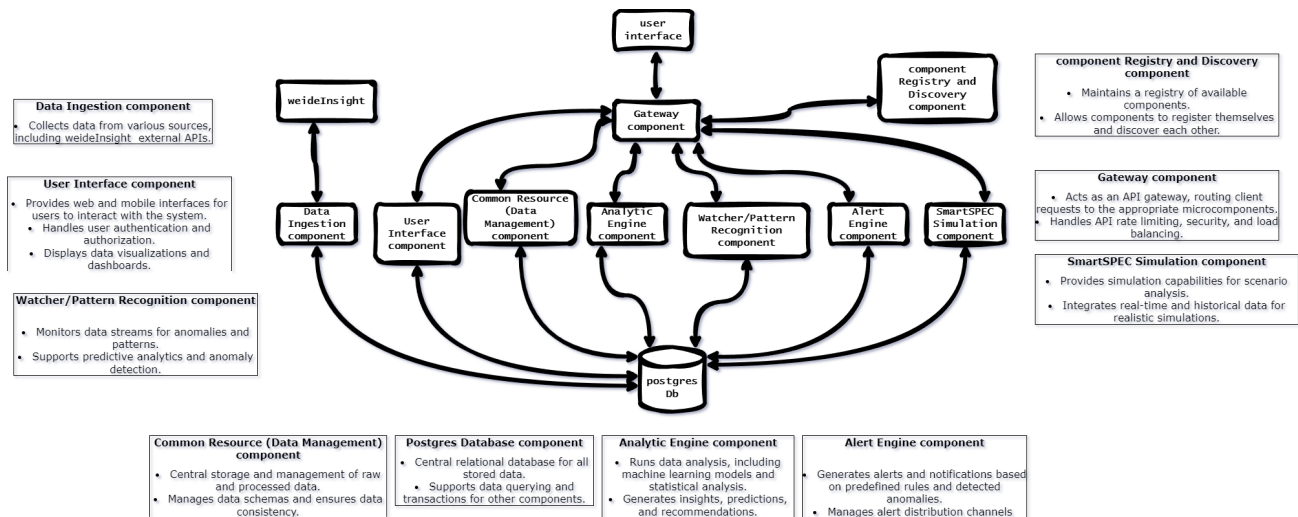 user
interface
component
Registry and
Discovery
component
weideInsight
Gateway
component
Data
Ingestion
component
User
Interface
component
Common Resource
(Data
Management)
component
Analytic
Engine
component
Watcher/Pattern
Recognition
component
Alert
Engine
component
SmartSPEC
Simulation
component
postgres
Db
Data Ingestion component
• Collects data from various sources,
including weideInsight external APIs.
User Interface component
• Provides web and mobile interfaces for
users to interact with the system.
• Handles user authentication and
authorization.
• Displays data visualizations and
dashboards.
Watcher/Pattern Recognition component
• Monitors data streams for anomalies and
patterns.
• Supports predictive analytics and anomaly
detection.
component Registry and Discovery
component
• Maintains a registry of available
components.
• Allows components to register themselves
and discover each other.
Gateway component
• Acts as an API gateway, routing client
requests to the appropriate microcomponents.
• Handles API rate limiting, security, and load
balancing.
SmartSPEC Simulation component
• Provides simulation capabilities for scenario
analysis.
• Integrates real-time and historical data for
realistic simulations.
Common Resource (Data Management)
component
• Central storage and management of raw
and processed data.
• Manages data schemas and ensures data
consistency.
Postgres Database component
• Central relational database for all
stored data.
• Supports data querying and
transactions for other components.
Analytic Engine component
• Runs data analysis, including
machine learning models and
statistical analysis.
• Generates insights, predictions,
and recommendations.
Alert Engine component
• Generates alerts and notifications based
on predefined rules and detected
anomalies.
• Manages alert distribution channels